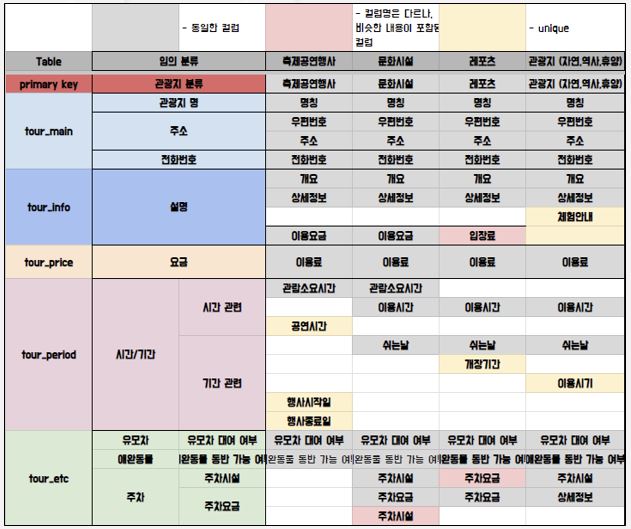 - 동일한 컬럼
- 컬럼명은 다르나,
비슷한 내용이 포함된
컬럼
- unique
Table 임의 분류 축제공연행사 문화시설 레포츠 관광지 (자연,역사,휴양)
primary key 관광지 분류 축제공연행사 문화시설 레포츠 관광지 (자연,역사,휴양)
tour_main 관광지 명 명칭 명칭 명칭 명칭
주소 우편번호 우편번호 우편번호 우편번호
주소 주소 주소 주소
전화번호 전화번호 전화번호 전화번호 전화번호
tour_info 설명 개요 개요 개요 개요
상세정보 상세정보 상세정보 상세정보
체험안내
이용요금 이용요금 입장료
tour_price 요금 이용료 이용료 이용료 이용료
tour_period 시간/기간 시간 관련 관람소요시간 관람소요시간
이용시간 이용시간 이용시간
공연시간
기간 관련 쉬는날 쉬는날 쉬는날
개장기간
이용시기
행사시작일
행사종료일
tour_etc 유모차 유모차 대여 여부 유모차 대여 여부 유모차 대여 여부 유모차 대여 여부 유모차 대여 여부
애완동물 애완동물 동반 가능 여 완동물 동반 가능 여 완동물 동반 가능 여 완동물 동반 가능 여 애완동물 동반 가능 여부
주차 주차시설 주차시설 주차시설 주차시설
주차요금 주차요금 주차요금 상세정보
주차시설